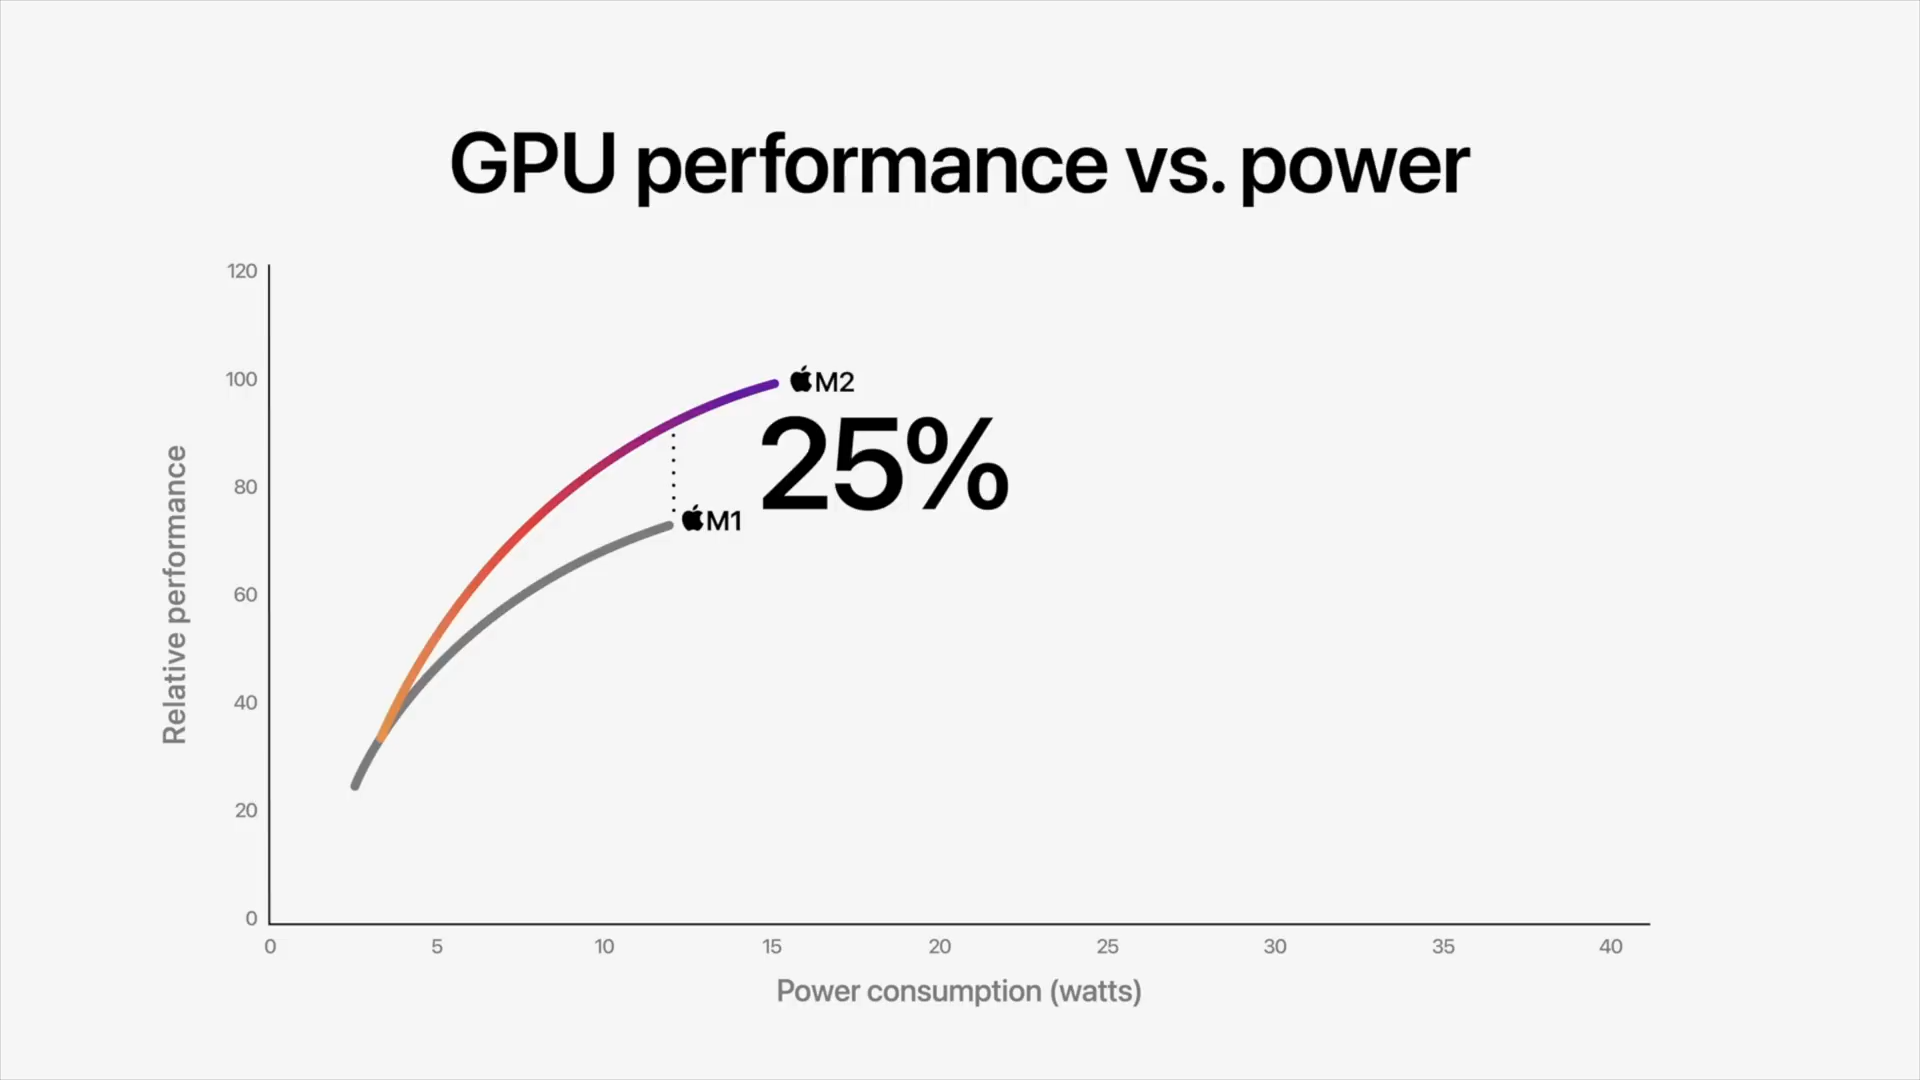 GPU performance vs. power
120
100
80
60
40
20
0
Relative performance
M2
25%
M1
0 5 10 15 20 25 30 35 40
Power consumption (watts)